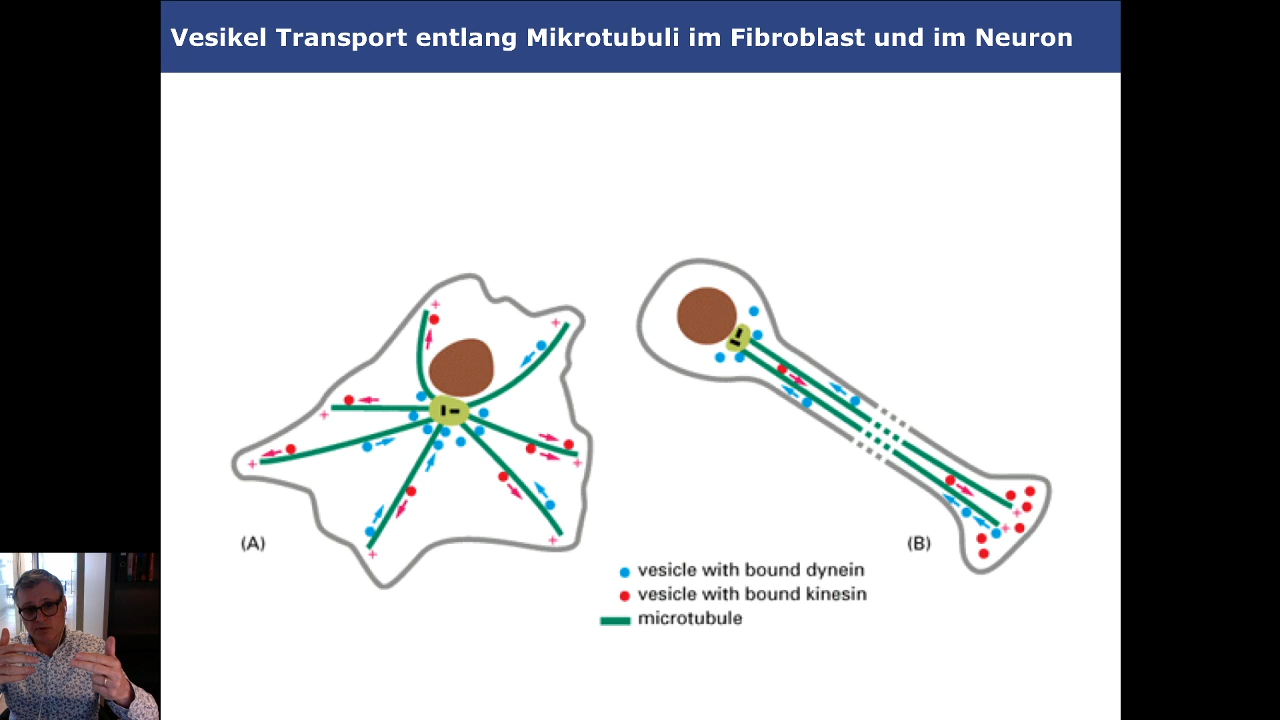 Vesikel Transport entlang Mikrotubuli im Fibroblast und im Neuron
+
+
+
+
+
+
+
+
+
(A)
(B)
vesicle with bound dynein
vesicle with bound kinesin
microtubule